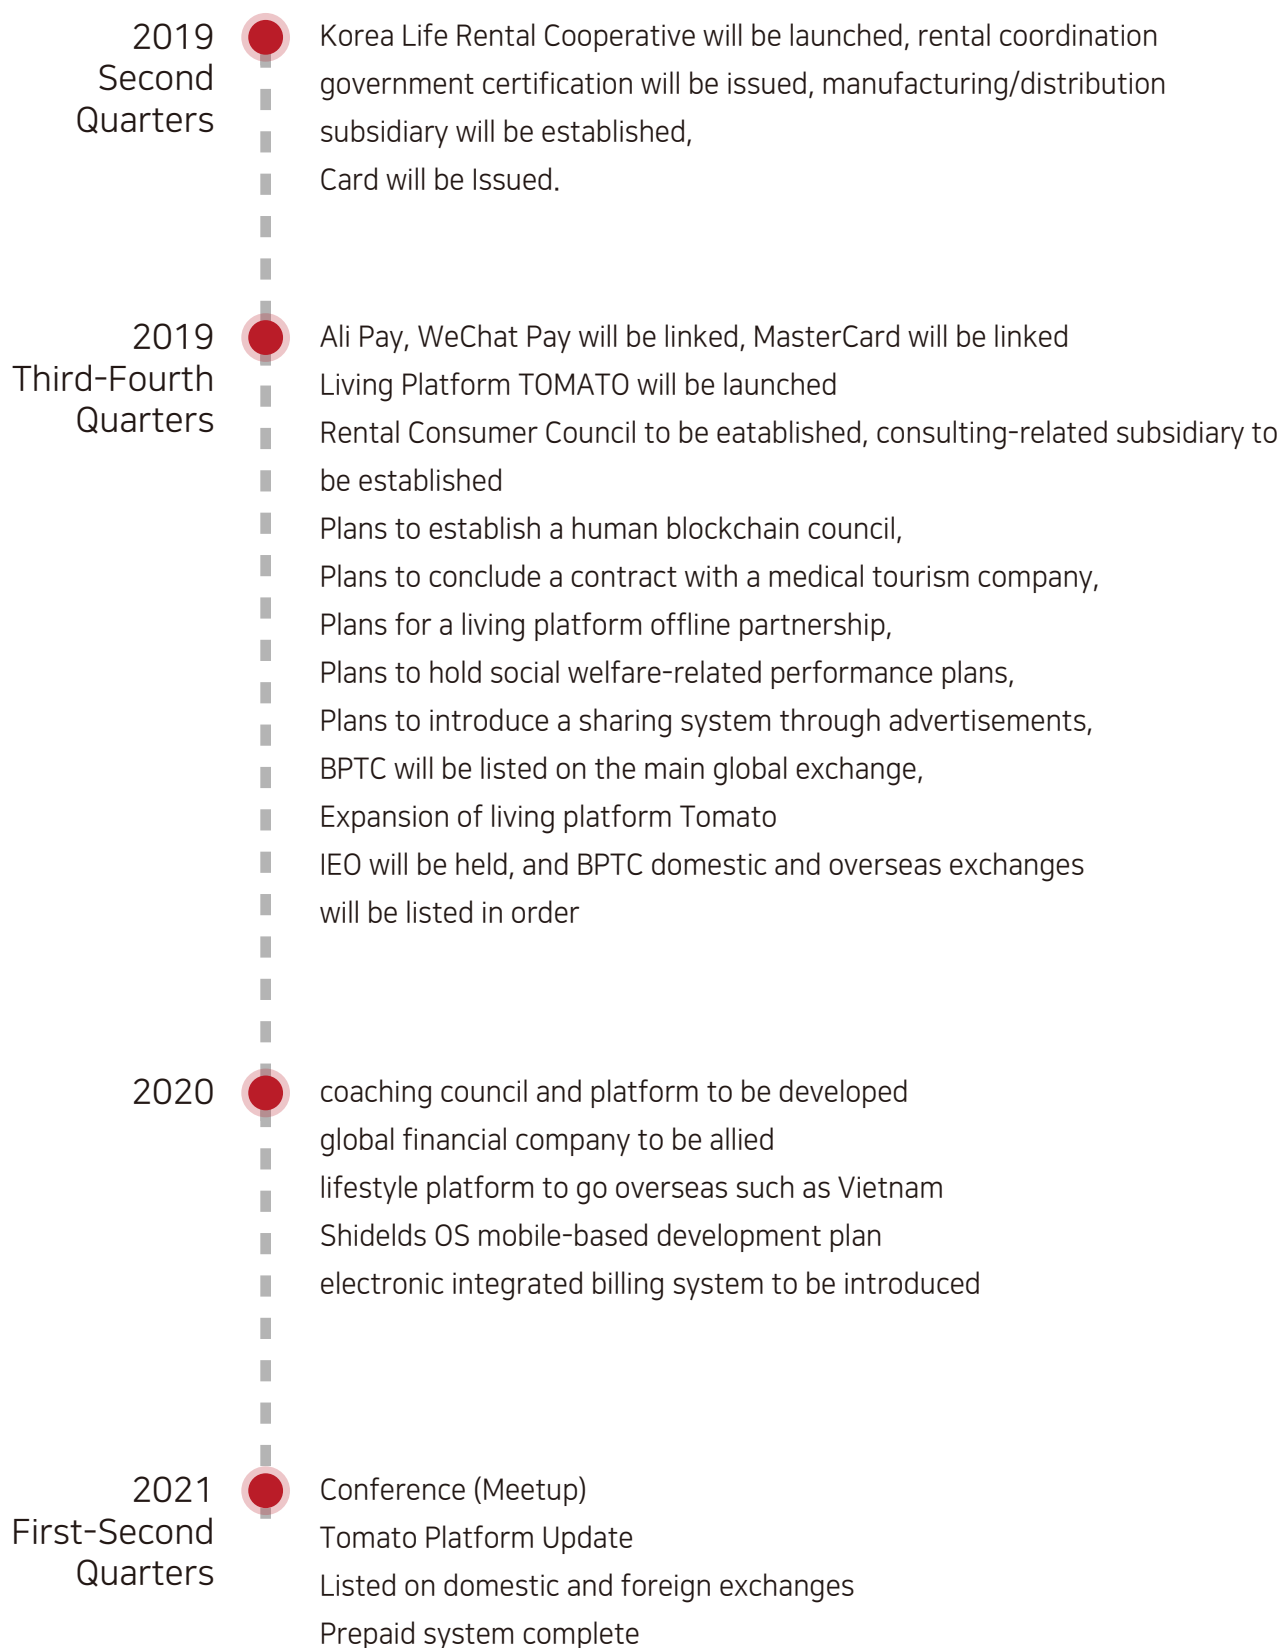 2019
Second
Quarters
Korea Life Rental Cooperative will be launched, rental coordination
government certification will be issued, manufacturing/distribution
subsidiary will be established,
Card will be Issued.
2019
Third-Fourth
Quarters
Ali Pay, WeChat Pay will be linked, MasterCard will be linked
Living Platform TOMATO will be launched
Rental Consumer Council to be eatablished, consulting-related subsidiary to
be established
Plans to establish a human blockchain council,
Plans to conclude a contract with a medical tourism company,
Plans for a living platform offline partnership,
Plans to hold social welfare-related performance plans,
Plans to introduce a sharing system through advertisements,
BPTC will be listed on the main global exchange,
Expansion of living platform Tomato
IEO will be held, and BPTC domestic and overseas exchanges
will be listed in order
2020
coaching council and platform to be developed
global financial company to be allied
lifestyle platform to go overseas such as Vietnam
Shidelds OS mobile-based development plan
electronic integrated billing system to be introduced
2021
First-Second
Quarters
Conference (Meetup)
Tomato Platform Update
Listed on domestic and foreign exchanges
Prepaid system complete